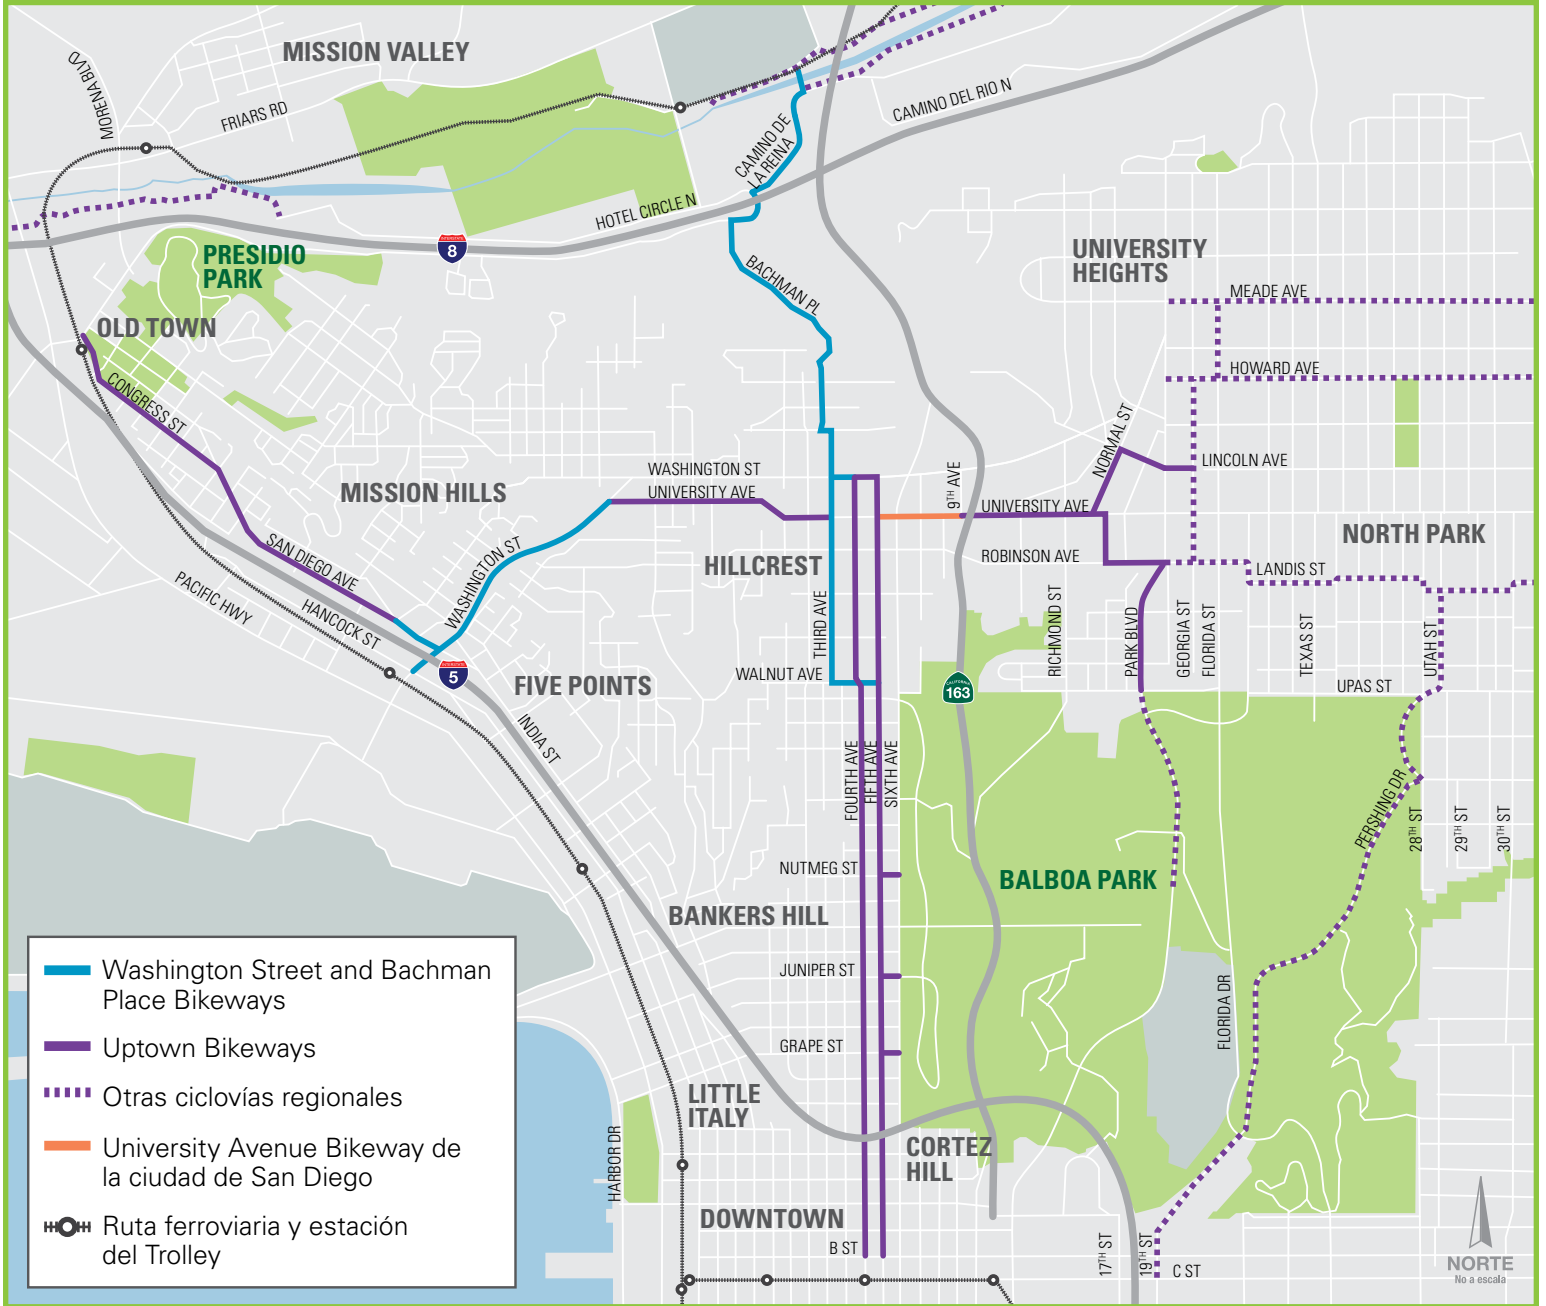 MISSION VALLEY
MORENA BLVD
FRIARS RD
CAMINO DEL RIO N
CAMINO DE
LA REINA
HOTEL CIRCLE N
INTERSTATE
8
PRESIDIO
PARK
UNIVERSITY
HEIGHTS
BACHMAN PL
MEADE AVE
OLD TOWN
HOWARD AVE
CONGRESS ST
NORMAL ST
LINCOLN AVE
WASHINGTON ST
UNIVERSITY AVE
MISSION HILLS
9TH AVE
UNIVERSITY AVE
NORTH PARK
SAN DIEGO AVE
WASHINGTON ST
HILLCREST
ROBINSON AVE
LANDIS ST
PACIFIC HWY
HANCOCK ST
THIRD AVE
RICHMOND ST
PARK BLVD
GEORGIA ST
FLORIDA ST
TEXAS ST
UTAH ST
INTERSTATE
5
WALNUT AVE
FIVE POINTS
CALIFORNIA
163
UPAS ST
INDIA ST
FOURTH AVE
FIFTH AVE
SIXTH AVE
PERSHING DR
28TH ST
29TH ST
30TH ST
NUTMEG ST
BALBOA PARK
BANKERS HILL
JUNIPER ST
FLORIDA DR
GRAPE ST
LITTLE
ITALY
HARBOR DR
CORTEZ
HILL
DOWNTOWN
B ST
17TH ST
19TH ST
C ST
Washington Street and Bachman
Place Bikeways
Uptown Bikeways
Otras ciclovías regionales
University Avenue Bikeway de
la ciudad de San Diego
Ruta ferroviaria y estación
del Trolley
NORTE
No a escala